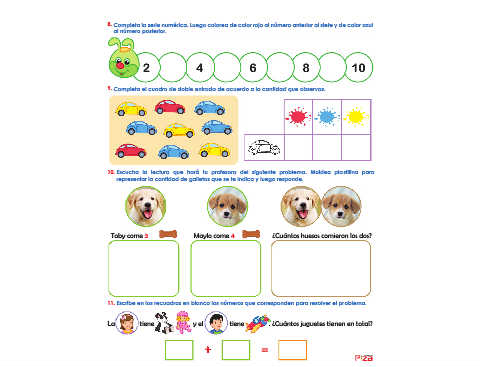 8. Completa la serie numérica. Luego colorea de color rojo al número anterior al siete y de color azul
al número posterior.
2 4 6 8 10
9. Completa el cuadro de doble entrada de acuerdo a la cantidad que observas.
10. Escucha la lectura que hará tu profesora del siguiente problema. Moldea plastilina para
representar la cantidad de galletas que se te indica y luego responde.
Toby come 3 Mayla come 4 ¿Cuántos huesos comieron los dos?
11. Escribe en los recuadros en blanco los números que corresponden para resolver el problema.
La tiene y el tiene . ¿Cuántos juguetes tienen en total?
+ =